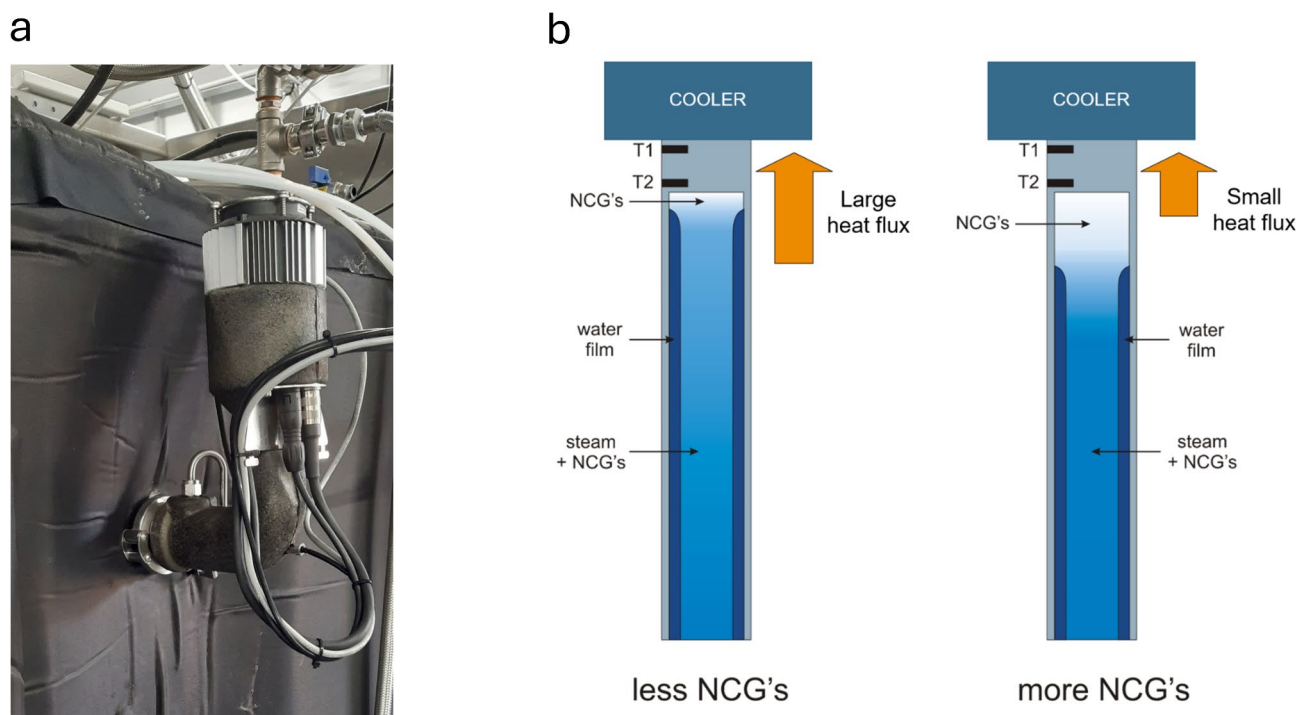 a
b
COOLER
T1
T2
NCG's
Large
heat flux
water
film
steam
+ NCG's
less NCG's
COOLER
T1
T2
NCG's
Small
heat flux
water
film
steam
+ NCG's
more NCG's